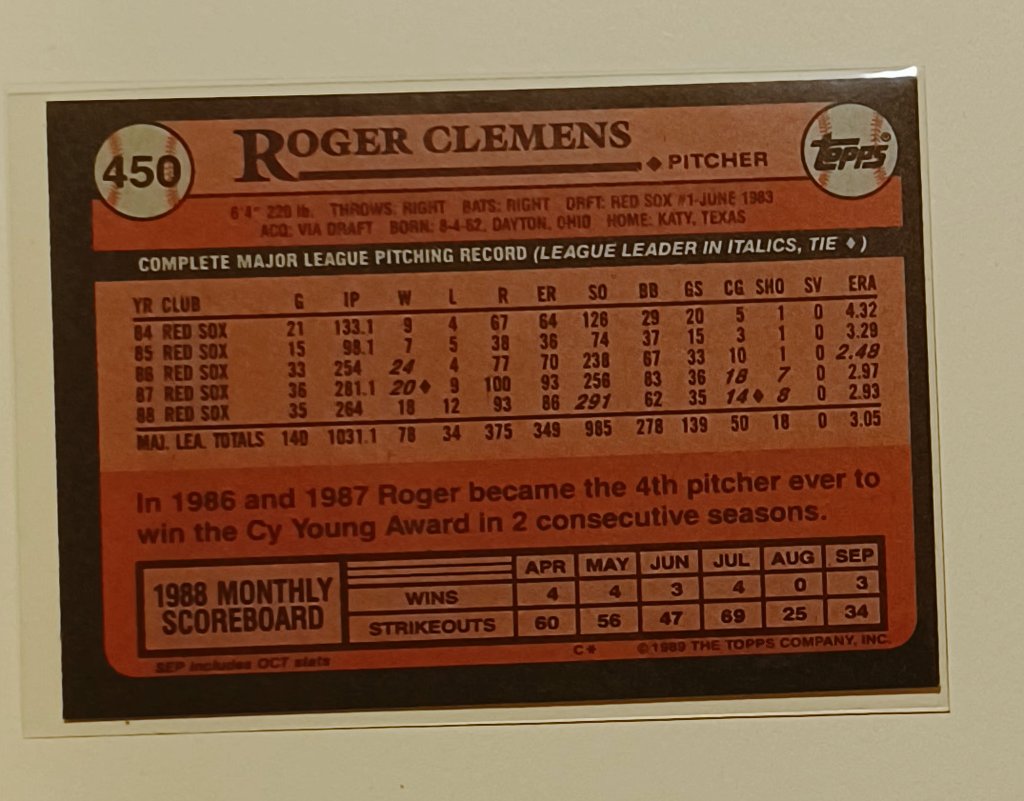 450
ROGER CLEMENS
♦ PITCHER
TOPPS®
6'4" 220 lb. THROWS: RIGHT BATS: RIGHT DRFT: RED SOX #1-JUNE 1983
ACQ: VIA DRAFT BORN: 8-4-62, DAYTON, OHIO HOME: KATY, TEXAS
COMPLETE MAJOR LEAGUE PITCHING RECORD (LEAGUE LEADER IN ITALICS, TIE ♦)
YR CLUB G IP W L R ER SO BB GS CG SHO SV ERA
84 RED SOX 21 133.1 9 4 67 64 126 29 20 5 1 0 4.32
85 RED SOX 15 98.1 7 5 38 36 74 37 15 3 1 0 3.29
86 RED SOX 33 254 24 4 77 70 238 67 33 10 1 0 2.48
87 RED SOX 36 281.1 20♦ 9 100 93 256 83 36 18 7 0 2.97
88 RED SOX 35 264 18 12 93 86 291 62 35 14♦ 8 0 2.93
MAJ. LEA. TOTALS 140 1031.1 78 34 375 349 985 278 139 50 18 0 3.05
In 1986 and 1987 Roger became the 4th pitcher ever to
win the Cy Young Award in 2 consecutive seasons.
1988 MONTHLY
SCOREBOARD
APR MAY JUN JUL AUG SEP
WINS 4 4 3 4 0 3
STRIKEOUTS 60 56 47 69 25 34
SEP includes OCT stats
C* ©1989 THE TOPPS COMPANY, INC.